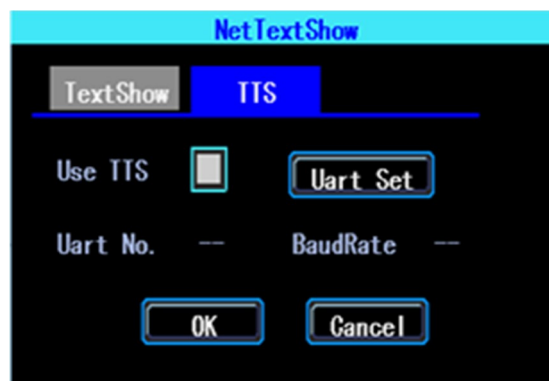 NetTextShow
TextShow TTS
Use TTS Uart Set
Uart No. -- BaudRate --
OK Cancel